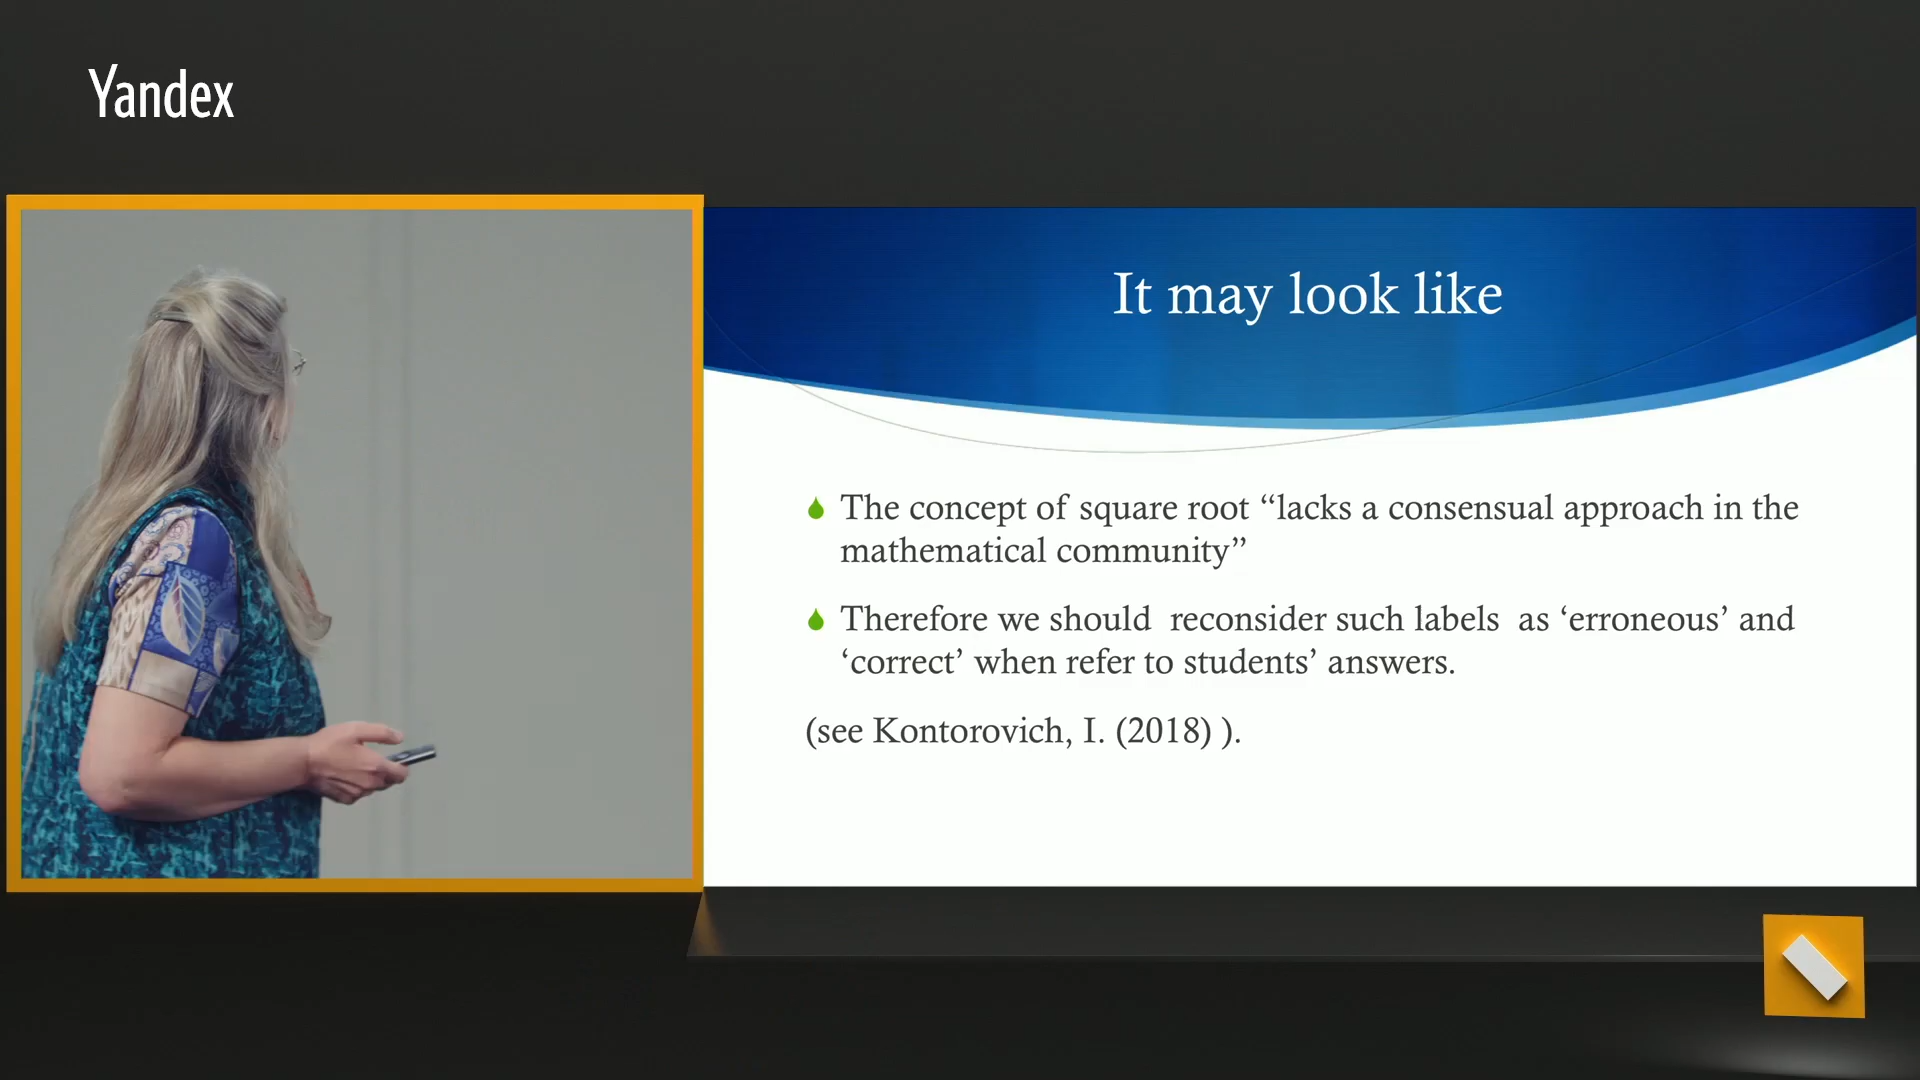 Yandex
It may look like
The concept of square root “lacks a consensual approach in the
mathematical community”
Therefore we should reconsider such labels as ‘erroneous’ and
‘correct’ when refer to students’ answers.
(see Kontorovich, I. (2018) ).